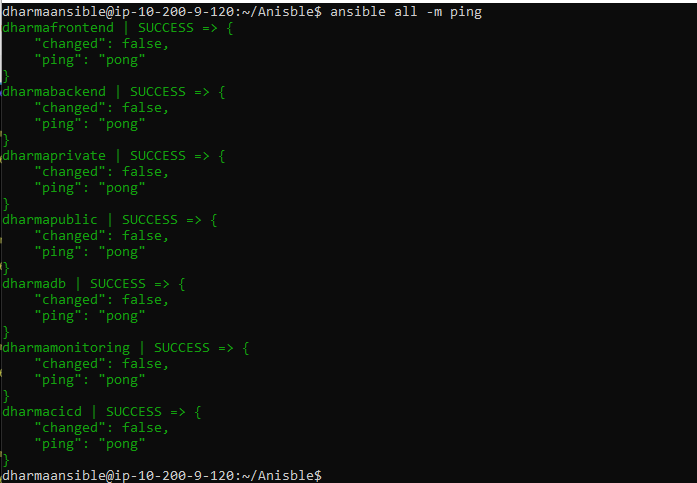 dharmaansible@ip-10-200-9-120:~/Anisble$ ansible all -m ping
dharmafrontend | SUCCESS => {
    "changed": false,
    "ping": "pong"
}
dharmabackend | SUCCESS => {
    "changed": false,
    "ping": "pong"
}
dharmaprivate | SUCCESS => {
    "changed": false,
    "ping": "pong"
}
dharmapublic | SUCCESS => {
    "changed": false,
    "ping": "pong"
}
dharmadb | SUCCESS => {
    "changed": false,
    "ping": "pong"
}
dharmamonitoring | SUCCESS => {
    "changed": false,
    "ping": "pong"
}
dharmacicd | SUCCESS => {
    "changed": false,
    "ping": "pong"
}
dharmaansible@ip-10-200-9-120:~/Anisble$